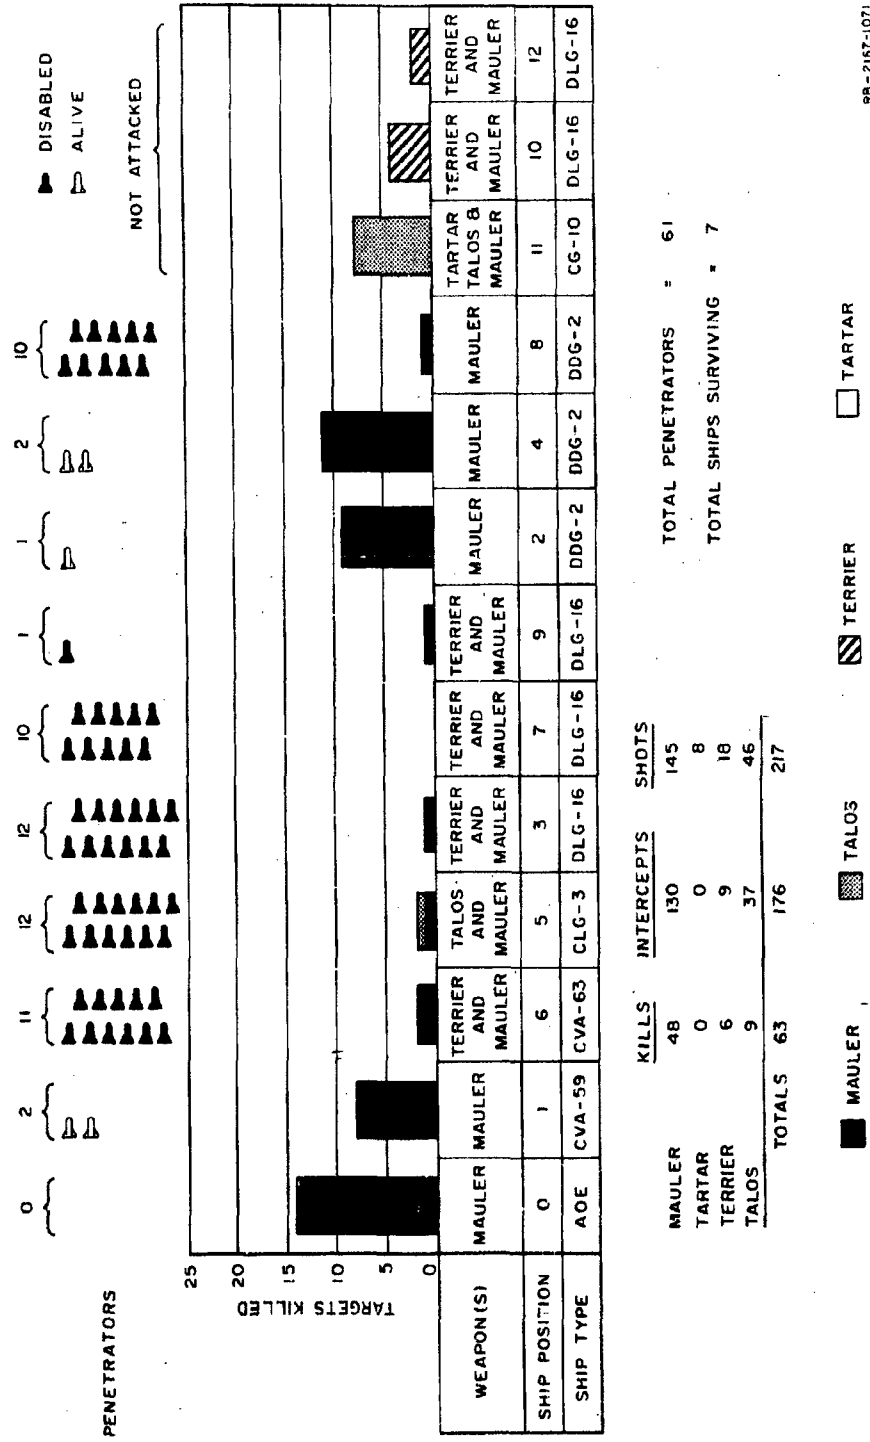 DISABLED
ALIVE
NOT ATTACKED
PENETRATORS
0 2 11 12 12 10 1 1 2 10
TARGETS KILLED
25
20
15
10
5
0
WEAPON(S) MAULER MAULER TERRIER AND MAULER TALOS AND MAULER TERRIER AND MAULER TERRIER AND MAULER TERRIER AND MAULER MAULER MAULER MAULER TARTAR TALOS & MAULER TERRIER AND MAULER TERRIER AND MAULER
SHIP POSITION 0 1 6 5 3 7 9 2 4 8 11 10 12
SHIP TYPE AOE CVA-59 CVA-63 CLG-3 DLG-16 DLG-16 DLG-16 DDG-2 DDG-2 DDG-2 CG-10 DLG-16 DLG-16
KILLS INTERCEPTS SHOTS
MAULER 48 130 145
TARTAR 0 0 8
TERRIER 6 9 18
TALOS 9 37 46
TOTALS 63 176 217
TOTAL PENETRATORS = 61
TOTAL SHIPS SURVIVING = 7
MAULER TALOS TERRIER TARTAR
RB-2167-1071